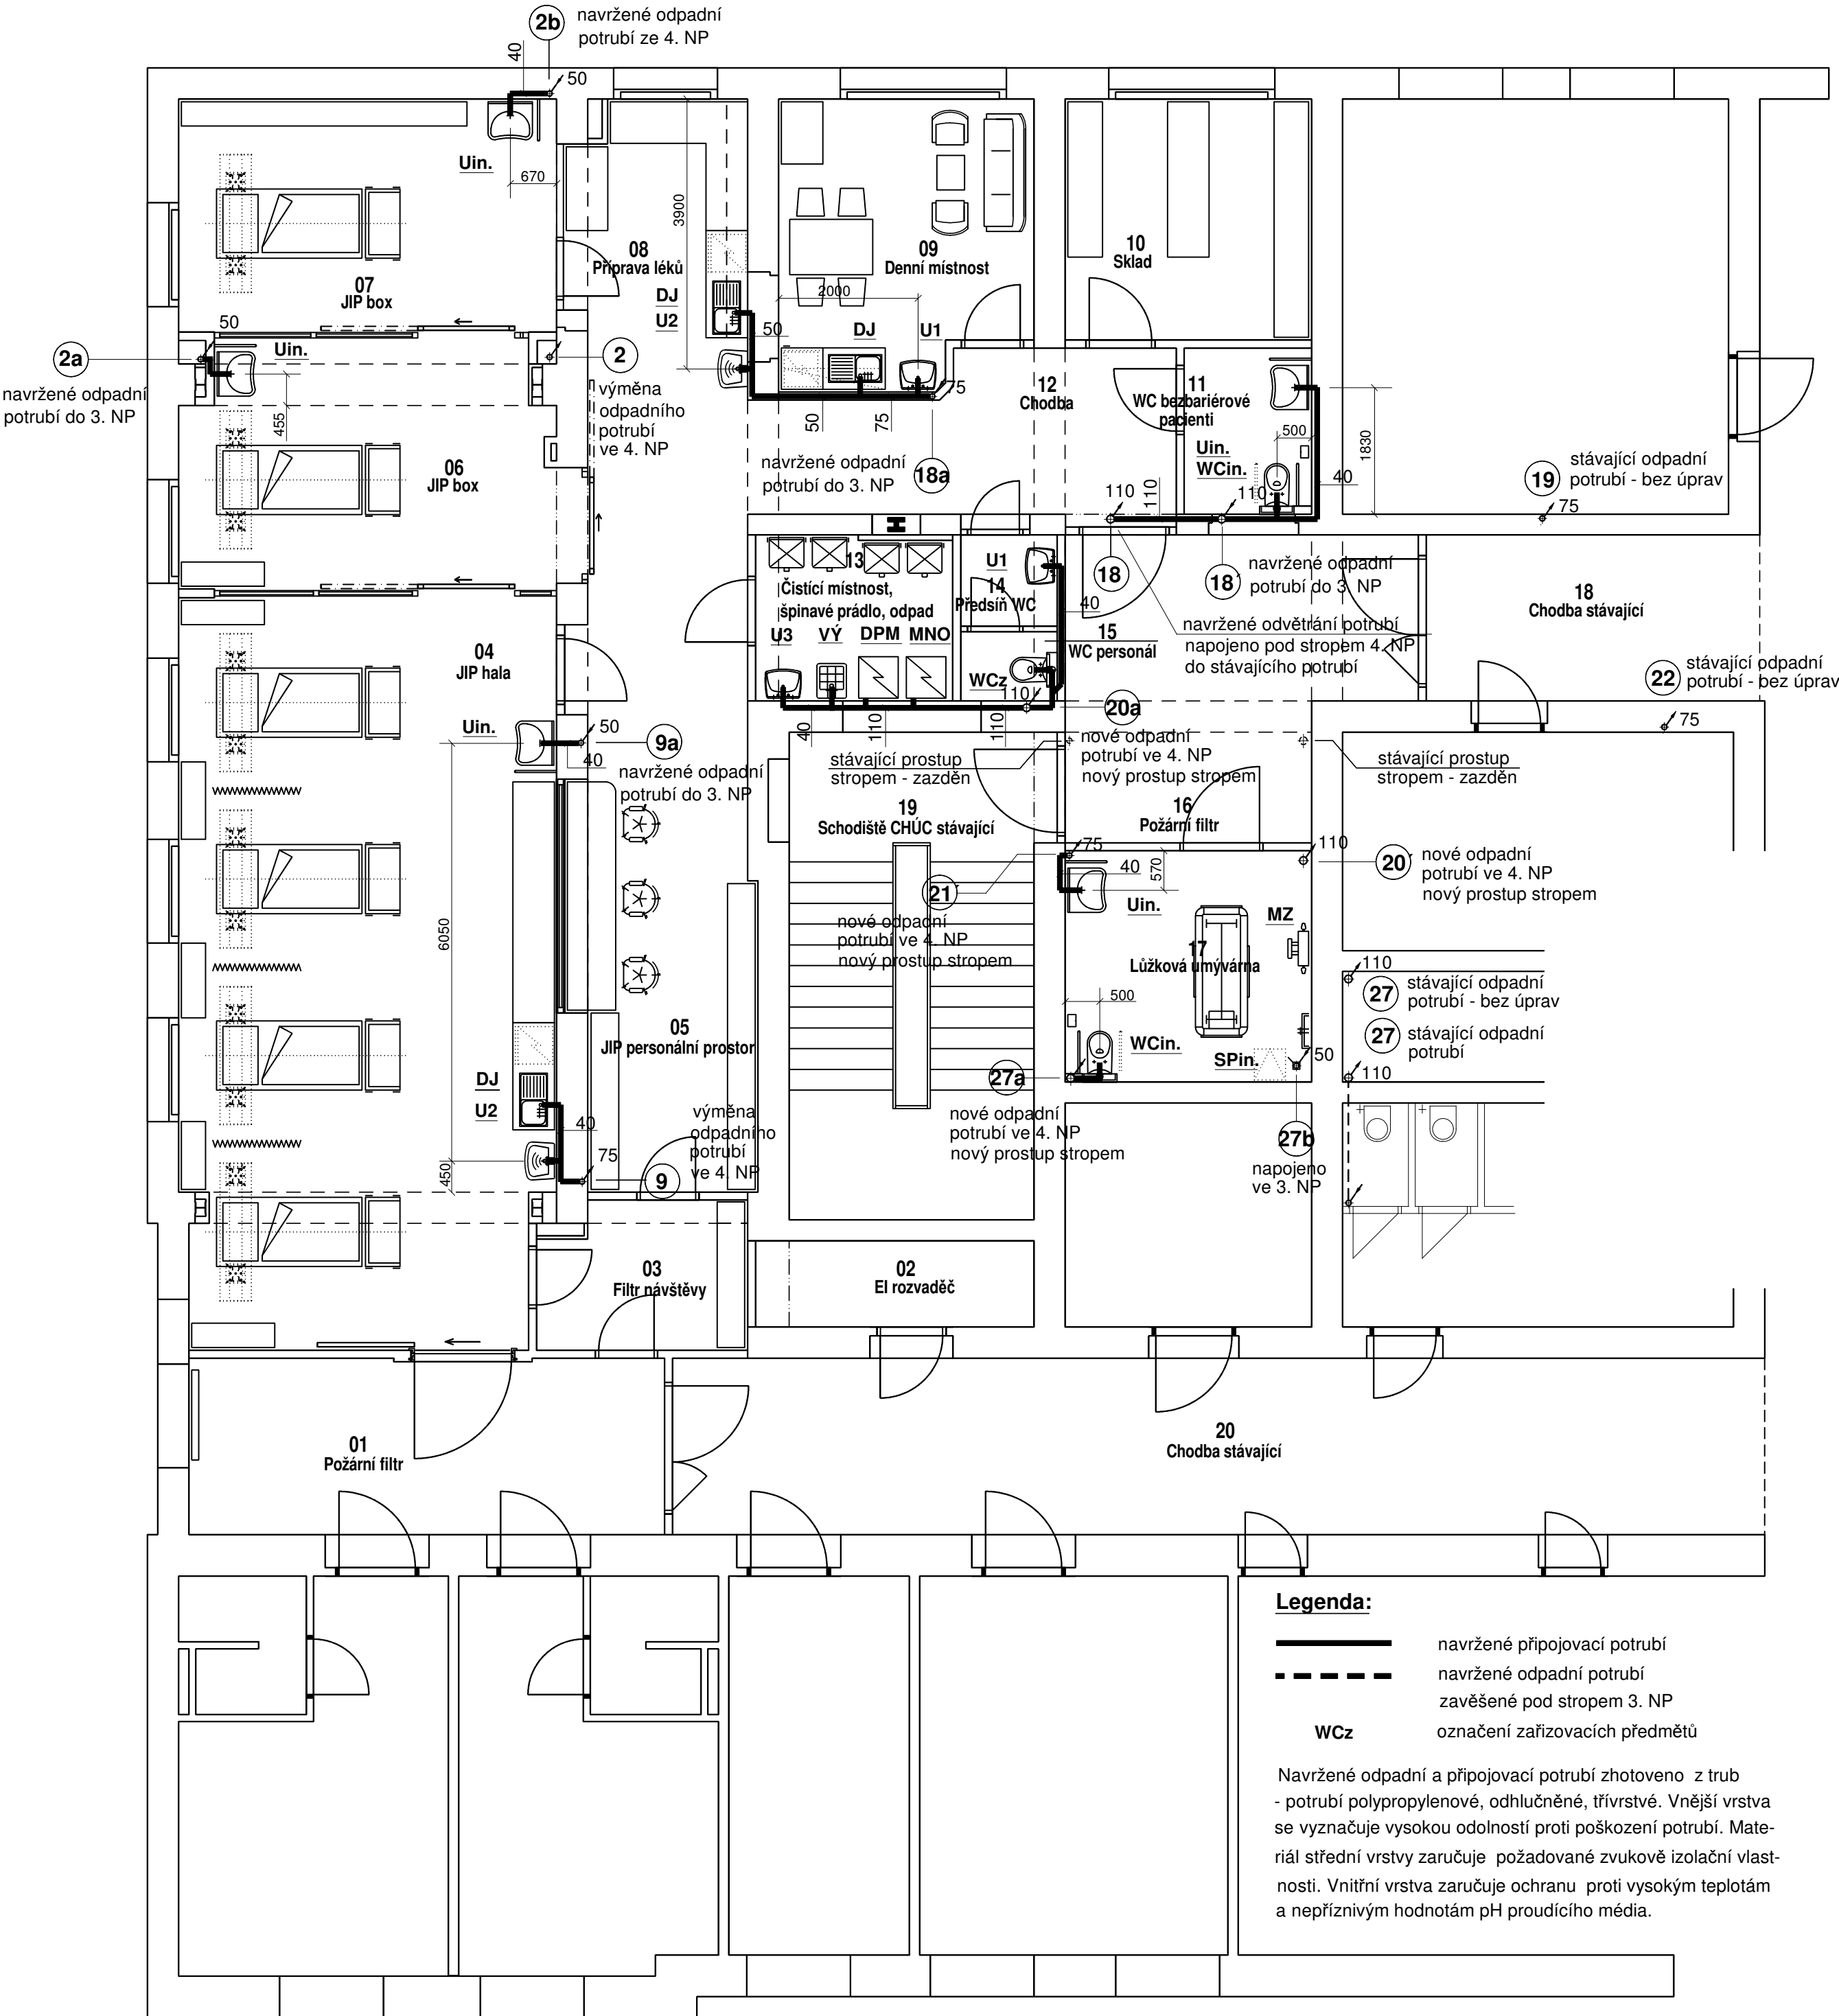 2b
navržené odpadní
potrubí ze 4. NP
40
50
Uin.
670
3900
08
Příprava léků
09
Denní místnost
10
Sklad
07
JIP box
DJ
U2
2000
50
DJ
U1
50
2a
navržené odpadní
potrubí do 3. NP
Uin.
455
2
výměna
odpadního
potrubí
ve 4. NP
75
50
75
12
Chodba
11
WC bezbariérové
pacienti
500
1830
Uin.
WCin.
40
navržené odpadní
potrubí do 3. NP
18a
110
110
110
19
stávající odpadní
potrubí - bez úprav
75
06
JIP box
13
Čistící místnost,
špinavé prádlo, odpad
U3
VÝ
DPM
MNO
U1
14
Předsíň WC
40
18
18
navržené odpadní
potrubí do 3. NP
18
Chodba stávající
navržené odvětrání potrubí
napojeno pod stropem 4. NP
do stávajícího potrubí
15
WC personál
WCz
110
04
JIP hala
22
stávající odpadní
potrubí - bez úprav
75
Uin.
50
40
9a
navržené odpadní
potrubí do 3. NP
40
110
110
20a
nové odpadní
potrubí ve 4. NP
nový prostup stropem
stávající prostup
stropem - zazděn
stávající prostup
stropem - zazděn
19
Schodiště CHÚC stávající
16
Požární filtr
75
40
570
110
20
nové odpadní
potrubí ve 4. NP
nový prostup stropem
21
nové odpadní
potrubí ve 4. NP
nový prostup stropem
Uin.
MZ
6050
17
Lůžková umývárna
500
110
27
stávající odpadní
potrubí - bez úprav
27
stávající odpadní
potrubí
110
05
JIP personální prostor
WCin.
SPin.
50
27a
nové odpadní
potrubí ve 4. NP
nový prostup stropem
27b
napojeno
ve 3. NP
DJ
U2
40
75
450
výměna
odpadního
potrubí
ve 4. NP
9
03
Filtr návštěvy
02
El rozvaděč
01
Požární filtr
20
Chodba stávající
Legenda:
navržené připojovací potrubí
navržené odpadní potrubí
zavěšené pod stropem 3. NP
WCz
označení zařizovacích předmětů
Navržené odpadní a připojovací potrubí zhotoveno z trub
- potrubí polypropylenové, odhlučněné, třívrstvé. Vnější vrstva
se vyznačuje vysokou odolností proti poškození potrubí. Mate-
riál střední vrstvy zaručuje požadované zvukově izolační vlast-
nosti. Vnitřní vrstva zaručuje ochranu proti vysokým teplotám
a nepříznivým hodnotám pH proudícího média.